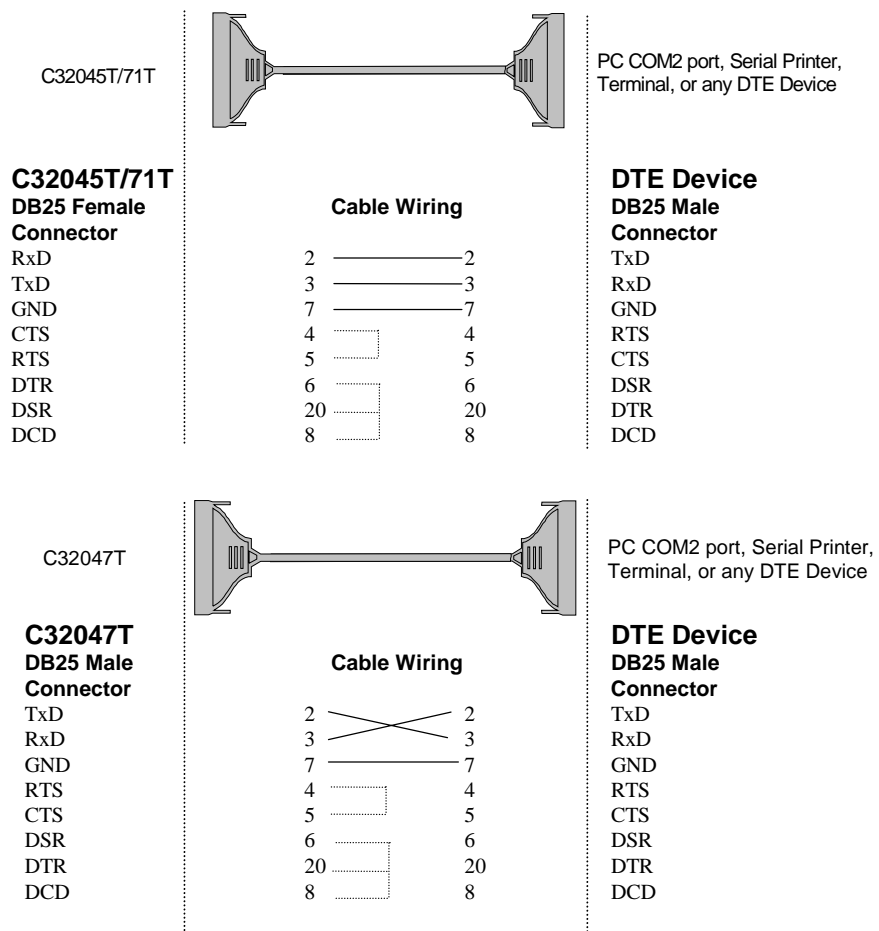 C32045T/71T
PC COM2 port, Serial Printer,
Terminal, or any DTE Device
C32045T/71T DTE Device
DB25 Female Cable Wiring DB25 Male
Connector Connector
RxD 2 2 TxD
TxD 3 3 RxD
GND 7 7 GND
CTS 4 4 RTS
RTS 5 5 CTS
DTR 6 6 DSR
DSR 20 20 DTR
DCD 8 8 DCD
C32047T
PC COM2 port, Serial Printer,
Terminal, or any DTE Device
C32047T DTE Device
DB25 Male Cable Wiring DB25 Male
Connector Connector
TxD 2 2 TxD
RxD 3 3 RxD
GND 7 7 GND
RTS 4 4 RTS
CTS 5 5 CTS
DSR 6 6 DSR
DTR 20 20 DTR
DCD 8 8 DCD